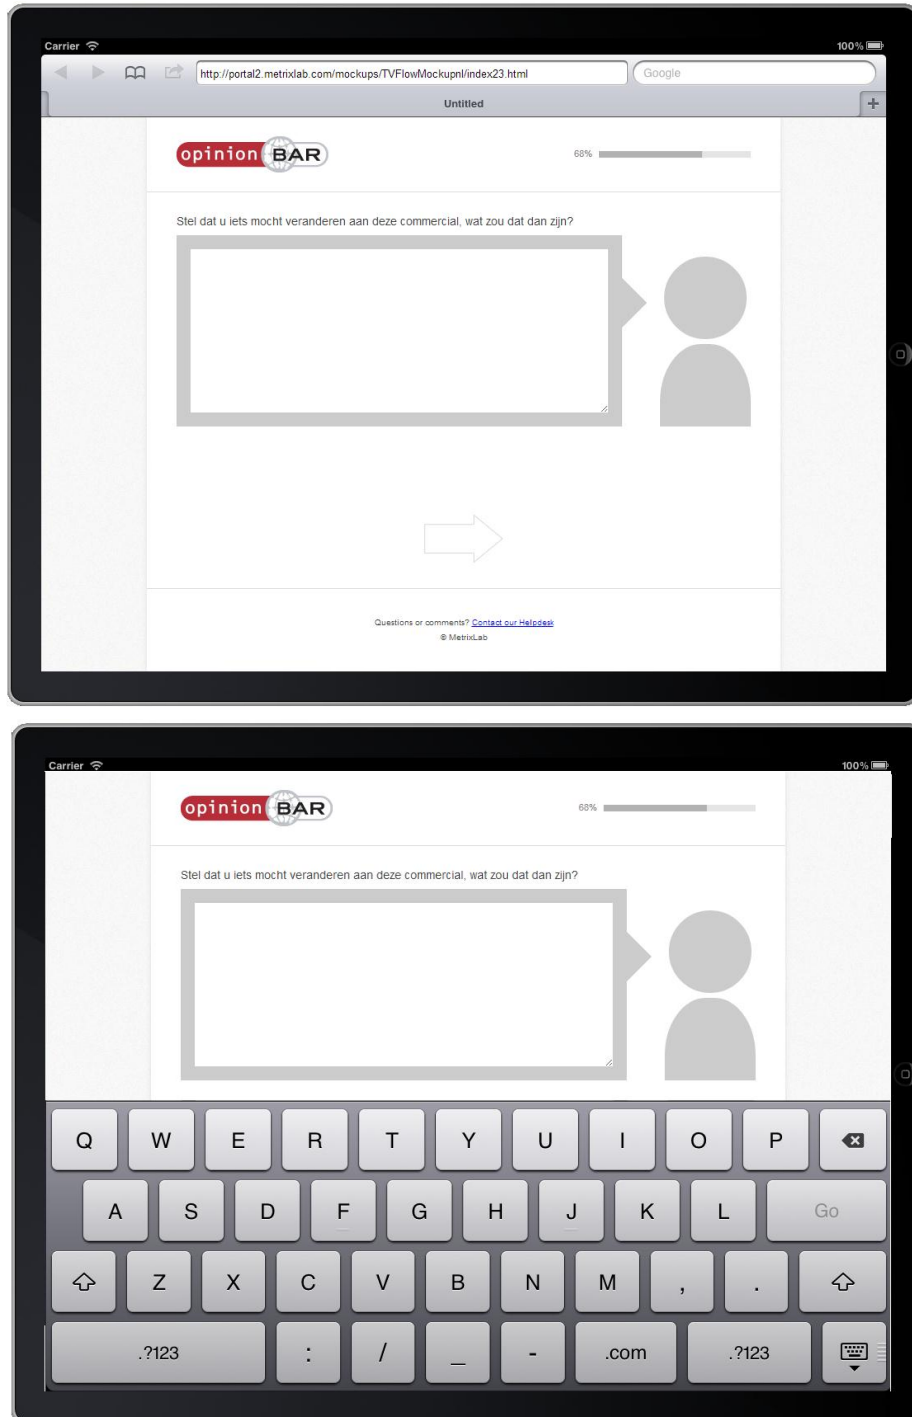 Carrier 100%
http://portal2.metrixlab.com/mockups/TVFlowMockupnl/index23.html Google
Untitled +
opinion BAR 68%
Stel dat u iets mocht veranderen aan deze commercial, wat zou dat dan zijn?
Questions or comments? Contact our Helpdesk
© MetrixLab
Carrier 100%
opinion BAR 68%
Stel dat u iets mocht veranderen aan deze commercial, wat zou dat dan zijn?
Q W E R T Y U I O P
A S D F G H J K L Go
Z X C V B N M , .
.?123 : / _ - .com .?123